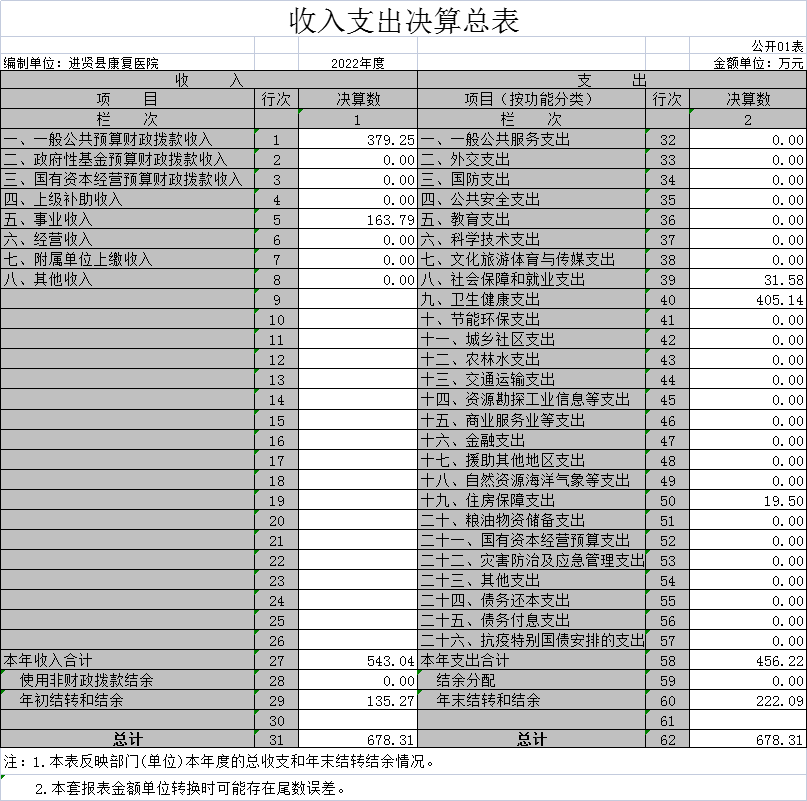 收入支出决算总表
公开01表
编制单位：进贤县康复医院 2022年度 金额单位：万元
收 入 支 出
项 目 行次 决算数 项目（按功能分类） 行次 决算数
栏 次 1 栏 次 2
一、一般公共预算财政拨款收入 1 379.25 一、一般公共服务支出 32 0.00
二、政府性基金预算财政拨款收入 2 0.00 二、外交支出 33 0.00
三、国有资本经营预算财政拨款收入 3 0.00 三、国防支出 34 0.00
四、上级补助收入 4 0.00 四、公共安全支出 35 0.00
五、事业收入 5 163.79 五、教育支出 36 0.00
六、经营收入 6 0.00 六、科学技术支出 37 0.00
七、附属单位上缴收入 7 0.00 七、文化旅游体育与传媒支出 38 0.00
八、其他收入 8 0.00 八、社会保障和就业支出 39 31.58
9 九、卫生健康支出 40 405.14
10 十、节能环保支出 41 0.00
11 十一、城乡社区支出 42 0.00
12 十二、农林水支出 43 0.00
13 十三、交通运输支出 44 0.00
14 十四、资源勘探工业信息等支出 45 0.00
15 十五、商业服务业等支出 46 0.00
16 十六、金融支出 47 0.00
17 十七、援助其他地区支出 48 0.00
18 十八、自然资源海洋气象等支出 49 0.00
19 十九、住房保障支出 50 19.50
20 二十、粮油物资储备支出 51 0.00
21 二十一、国有资本经营预算支出 52 0.00
22 二十二、灾害防治及应急管理支出 53 0.00
23 二十三、其他支出 54 0.00
24 二十四、债务还本支出 55 0.00
25 二十五、债务付息支出 56 0.00
26 二十六、抗疫特别国债安排的支出 57 0.00
本年收入合计 27 543.04 本年支出合计 58 456.22
使用非财政拨款结余 28 0.00 结余分配 59 0.00
年初结转和结余 29 135.27 年末结转和结余 60 222.09
30 61
总计 31 678.31 总计 62 678.31
注：1.本表反映部门(单位)本年度的总收支和年末结转结余情况。
2.本套报表金额单位转换时可能存在尾数误差。